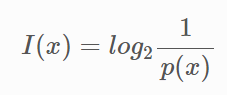 I(x) = log₂ 1/p(x)